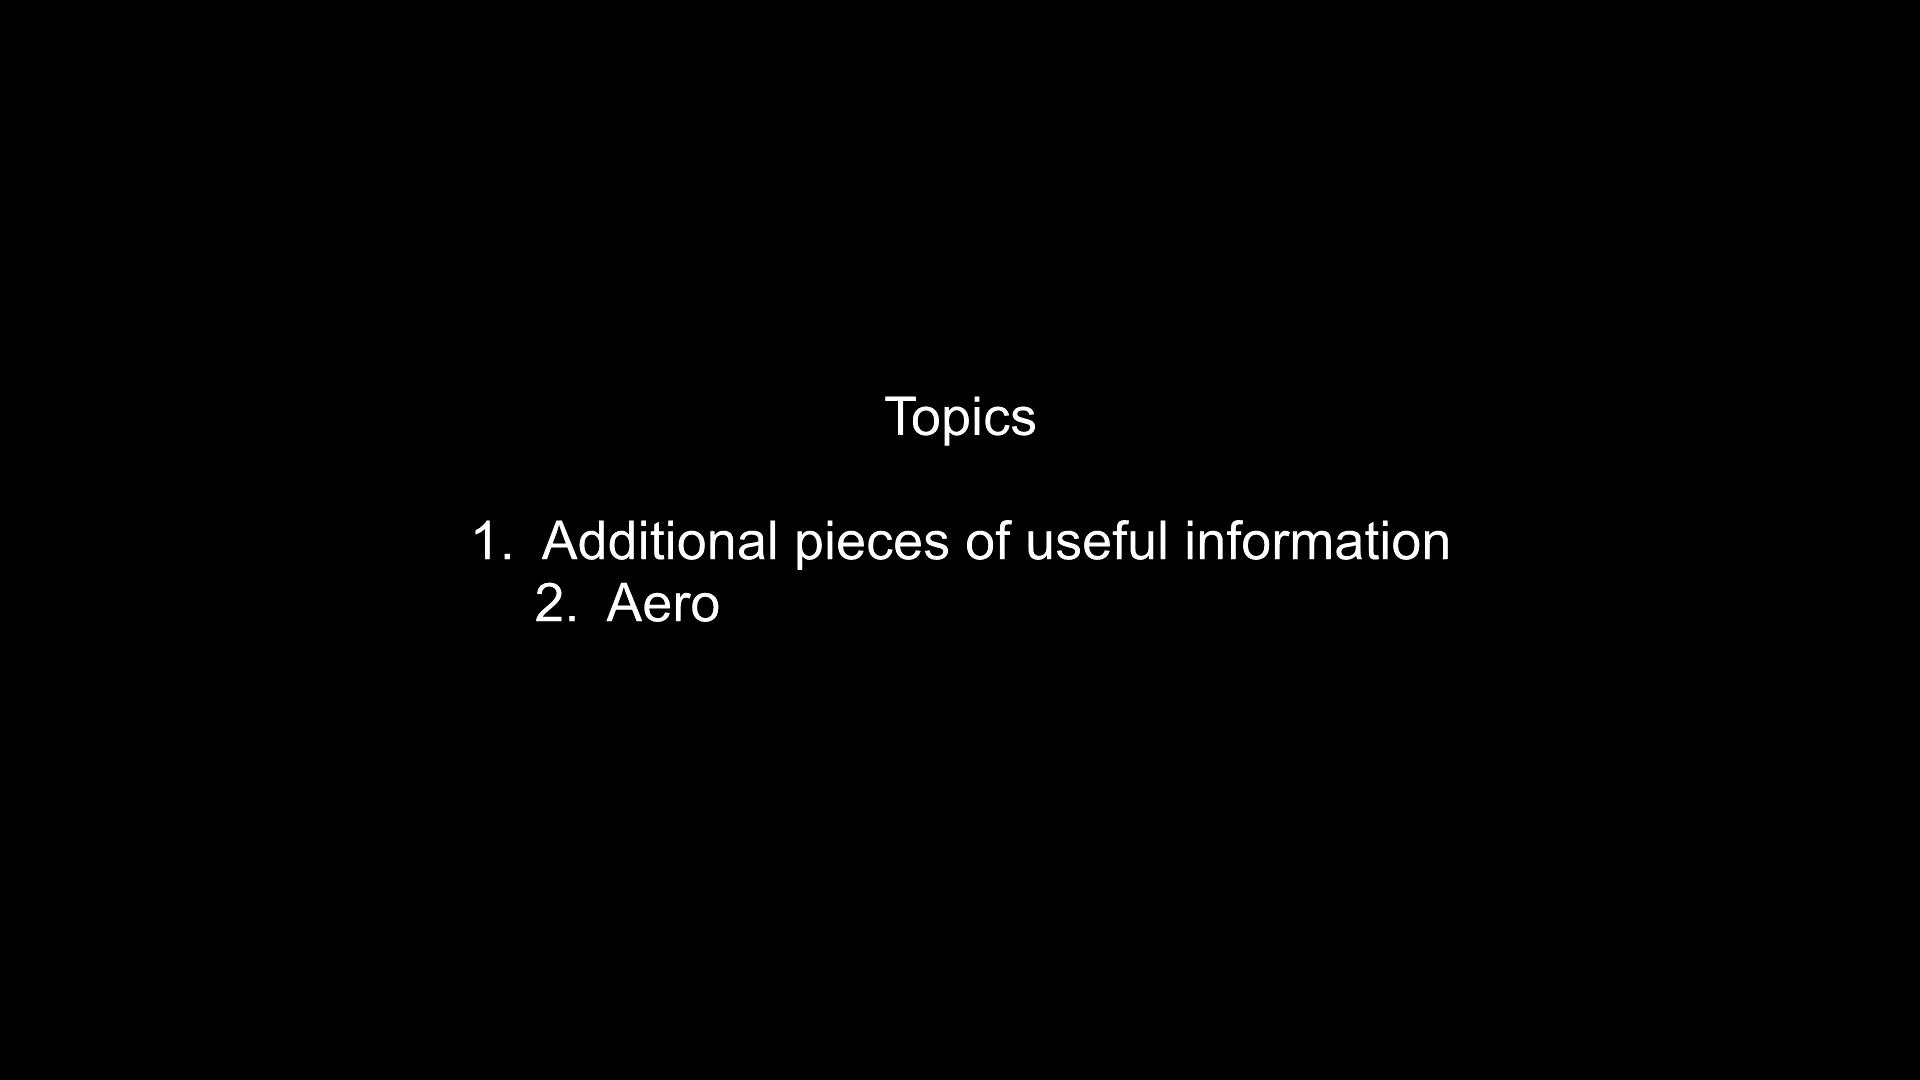 Topics
1. Additional pieces of useful information
2. Aero